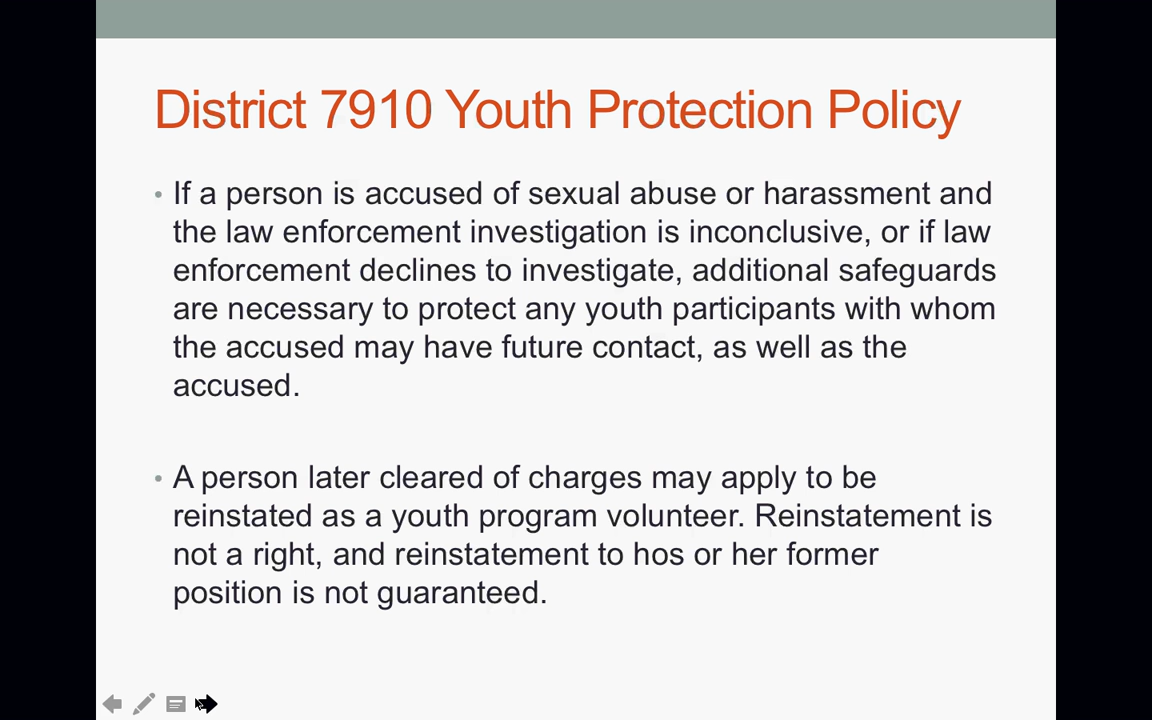 District 7910 Youth Protection Policy
• If a person is accused of sexual abuse or harassment and
the law enforcement investigation is inconclusive, or if law
enforcement declines to investigate, additional safeguards
are necessary to protect any youth participants with whom
the accused may have future contact, as well as the
accused.
• A person later cleared of charges may apply to be
reinstated as a youth program volunteer. Reinstatement is
not a right, and reinstatement to hos or her former
position is not guaranteed.